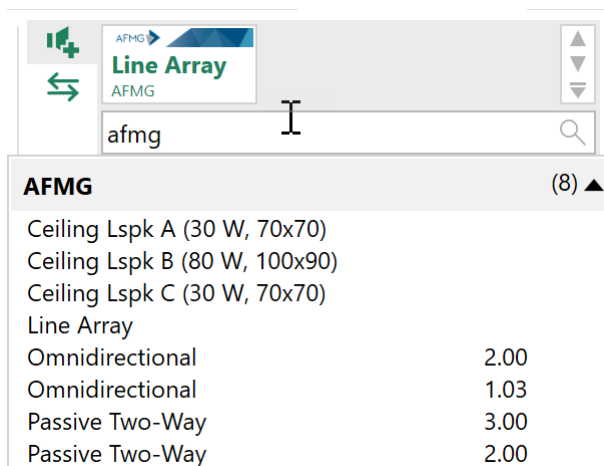 AFMG
Line Array
AFMG
afmg
AFMG (8)
Ceiling Lspk A (30 W, 70x70)
Ceiling Lspk B (80 W, 100x90)
Ceiling Lspk C (30 W, 70x70)
Line Array
Omnidirectional 2.00
Omnidirectional 1.03
Passive Two-Way 3.00
Passive Two-Way 2.00